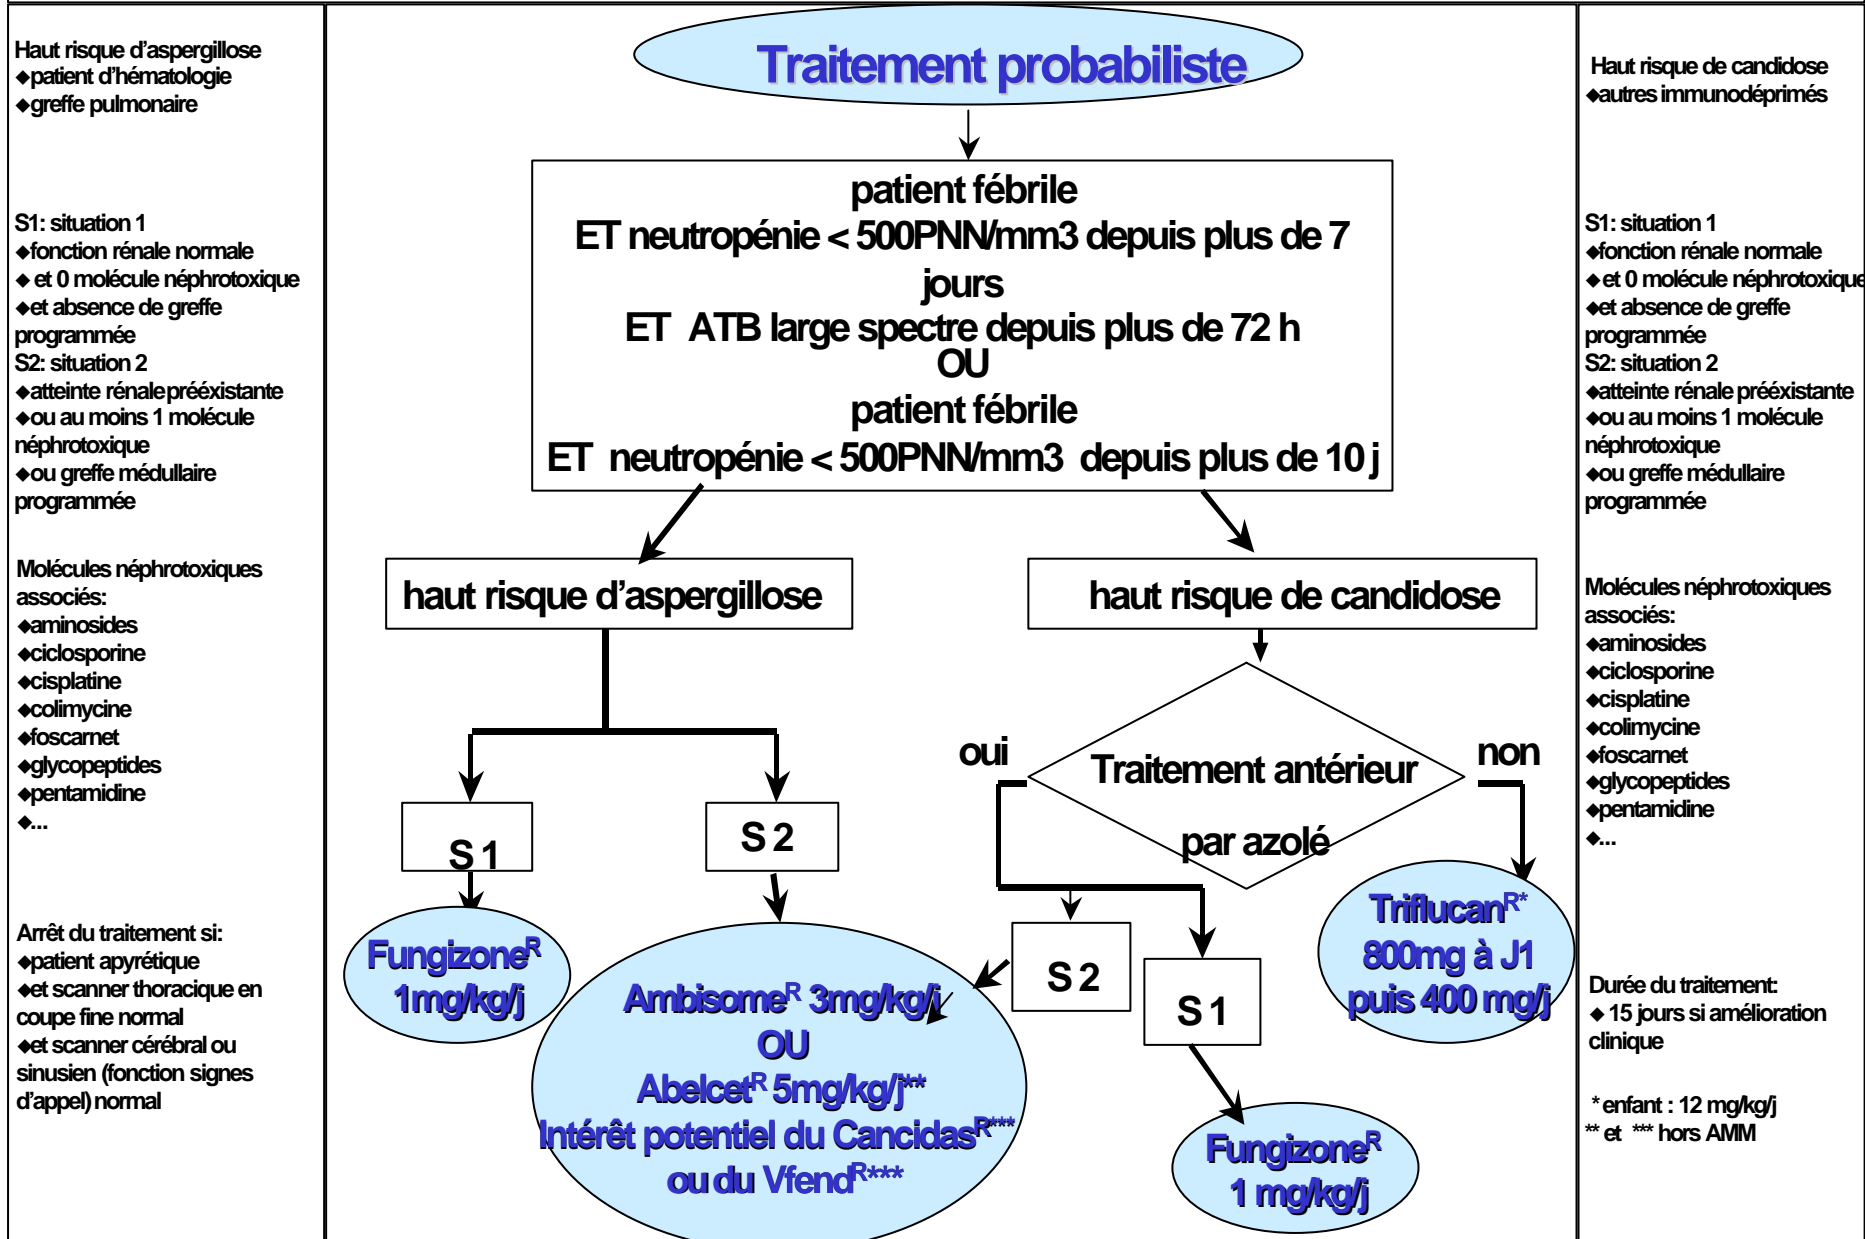 Haut risque d'aspergillose
◆patient d'hématologie
◆greffe pulmonaire
S1: situation 1
◆fonction rénale normale
◆ et 0 molécule néphrotoxique
◆et absence de greffe
programmée
S2: situation 2
◆atteinte rénale prééxistante
◆ou au moins 1 molécule
néphrotoxique
◆ou greffe médullaire
programmée
Molécules néphrotoxiques
associés:
◆aminosides
◆ciclosporine
◆cisplatine
◆colimycine
◆foscarnet
◆glycopeptides
◆pentamidine
◆...
Arrêt du traitement si:
◆patient apyrétique
◆et scanner thoracique en
coupe fine normal
◆et scanner cérébral ou
sinusien (fonction signes
d'appel) normal
Traitement probabiliste
patient fébrile
ET neutropénie < 500PNN/mm3 depuis plus de 7
jours
ET ATB large spectre depuis plus de 72 h
OU
patient fébrile
ET neutropénie < 500PNN/mm3 depuis plus de 10 j
haut risque d'aspergillose
haut risque de candidose
oui
Traitement antérieur
par azolé
non
S 1
S 2
S 2
S 1
Fungizone^R
1mg/kg/j
Ambisome^R 3mg/kg/j
OU
Abelcet^R 5mg/kg/j**
Intérêt potentiel du Cancidas^R***
ou du Vfend^R***
Triflucan^R*
800mg à J1
puis 400 mg/j
Fungizone^R
1 mg/kg/j
Haut risque de candidose
◆autres immunodéprimés
S1: situation 1
◆fonction rénale normale
◆ et 0 molécule néphrotoxique
◆et absence de greffe
programmée
S2: situation 2
◆atteinte rénale prééxistante
◆ou au moins 1 molécule
néphrotoxique
◆ou greffe médullaire
programmée
Molécules néphrotoxiques
associés:
◆aminosides
◆ciclosporine
◆cisplatine
◆colimycine
◆foscarnet
◆glycopeptides
◆pentamidine
◆...
Durée du traitement:
◆ 15 jours si amélioration
clinique
* enfant : 12 mg/kg/j
** et *** hors AMM